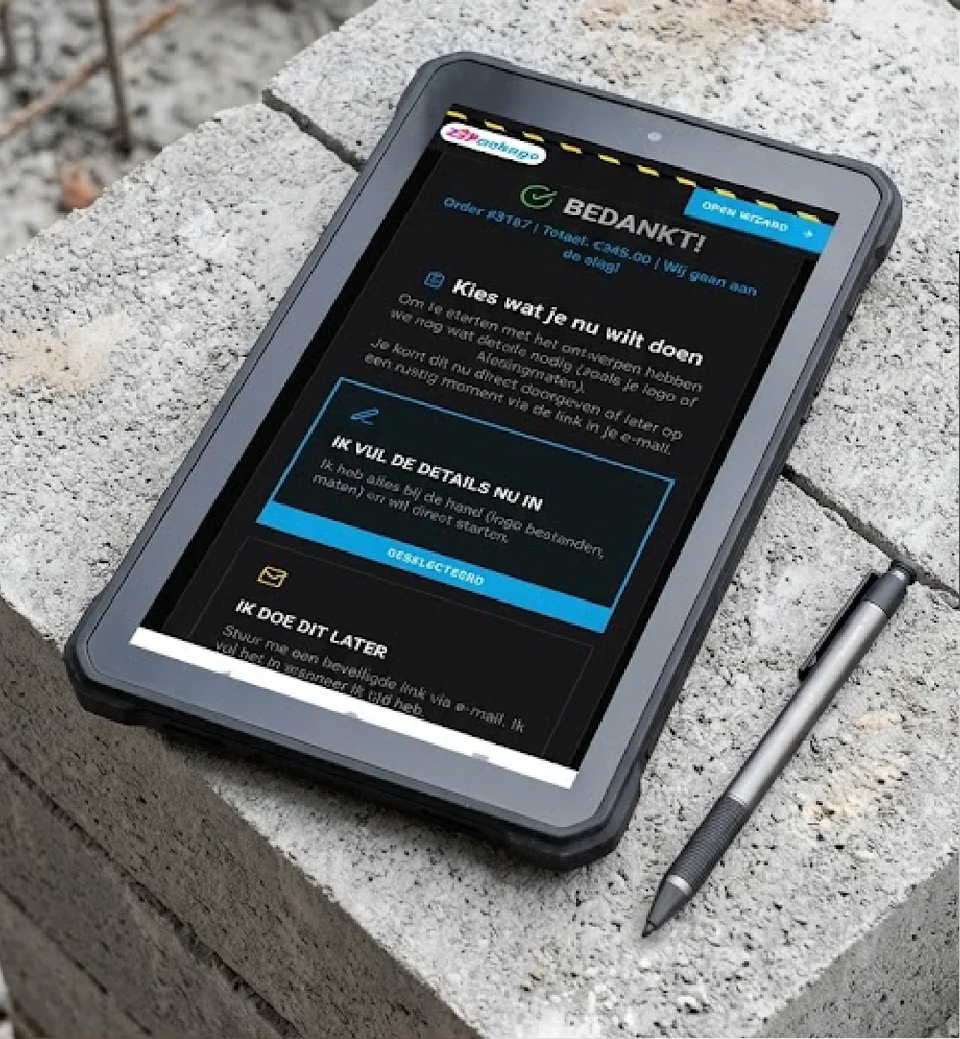 OPEN WIZARD →
BEDANKT!
Order #3187 | Totaal: €345.00 | Wij gaan aan
de slag!
Kies wat je nu wilt doen
Om te starten met het ontwerpen hebben
we nog wat details nodig (zoals je logo of
Je kunt dit nu direct doorgeven of later op
een rustig moment via de link in je e-mail.
IK VUL DE DETAILS NU IN
Ik heb alles bij de hand (logo bestanden,
maten) en wil direct starten.
GESELECTEERD
IK DOE DIT LATER
Stuur me een beveiligde link via e-mail. Ik
vul het in wanneer ik tijd heb.